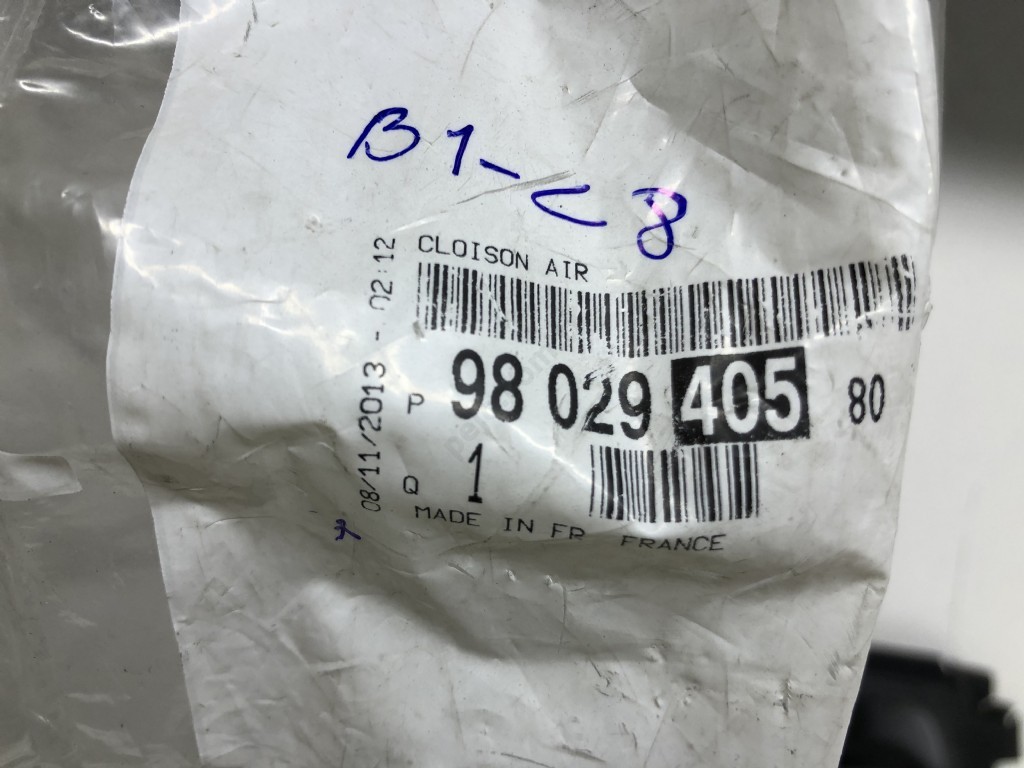 B1-C8
08/11/2013 - 02:12
CLOISON AIR
P 98 029 405 80
Q 1
MADE IN FR FRANCE